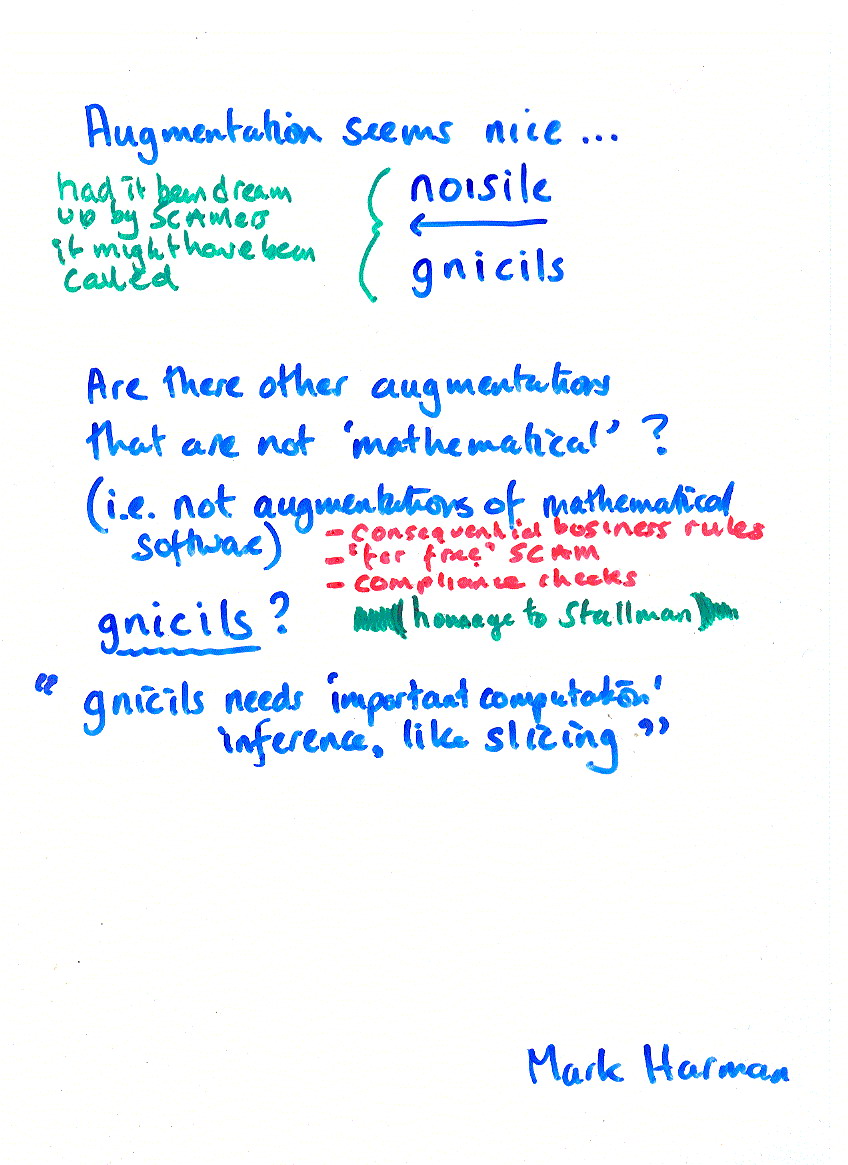 Augmentation seems nice ...
had it been dream
up by SCAMers
it might have been
called
noisile
gnicils
Are there other augmentations
that are not 'mathematical' ?
(i.e. not augmentations of mathematical
software)
- consequential business rules
- 'for free' SCAM
- compliance checks
gnicils ?
(homage to Stallman)
" gnicils needs 'important computation'
inference, like slicing "
Mark Harman